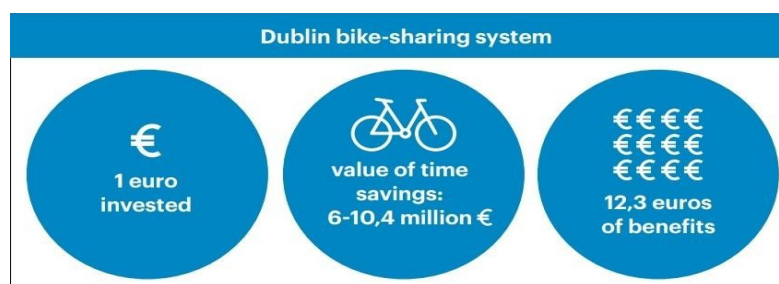 Dublin bike-sharing system
€
1 euro
invested
value of time
savings:
6-10,4 million €
€€€€
€€€€
€€€€
12,3 euros
of benefits